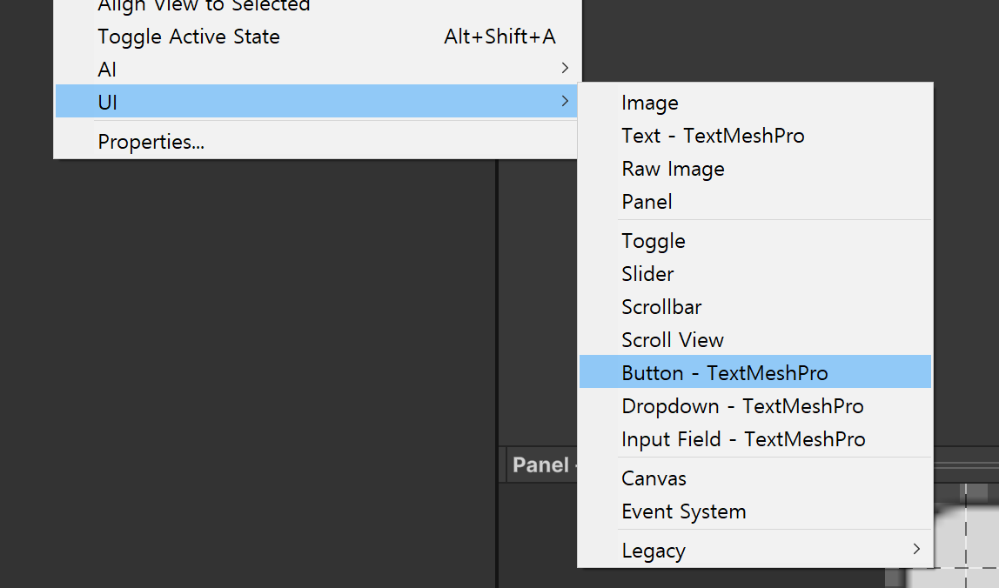 Align View to Selected
Toggle Active State Alt+Shift+A
AI
UI
Properties...
Image
Text - TextMeshPro
Raw Image
Panel
Toggle
Slider
Scrollbar
Scroll View
Button - TextMeshPro
Dropdown - TextMeshPro
Input Field - TextMeshPro
Canvas
Event System
Legacy
Panel -